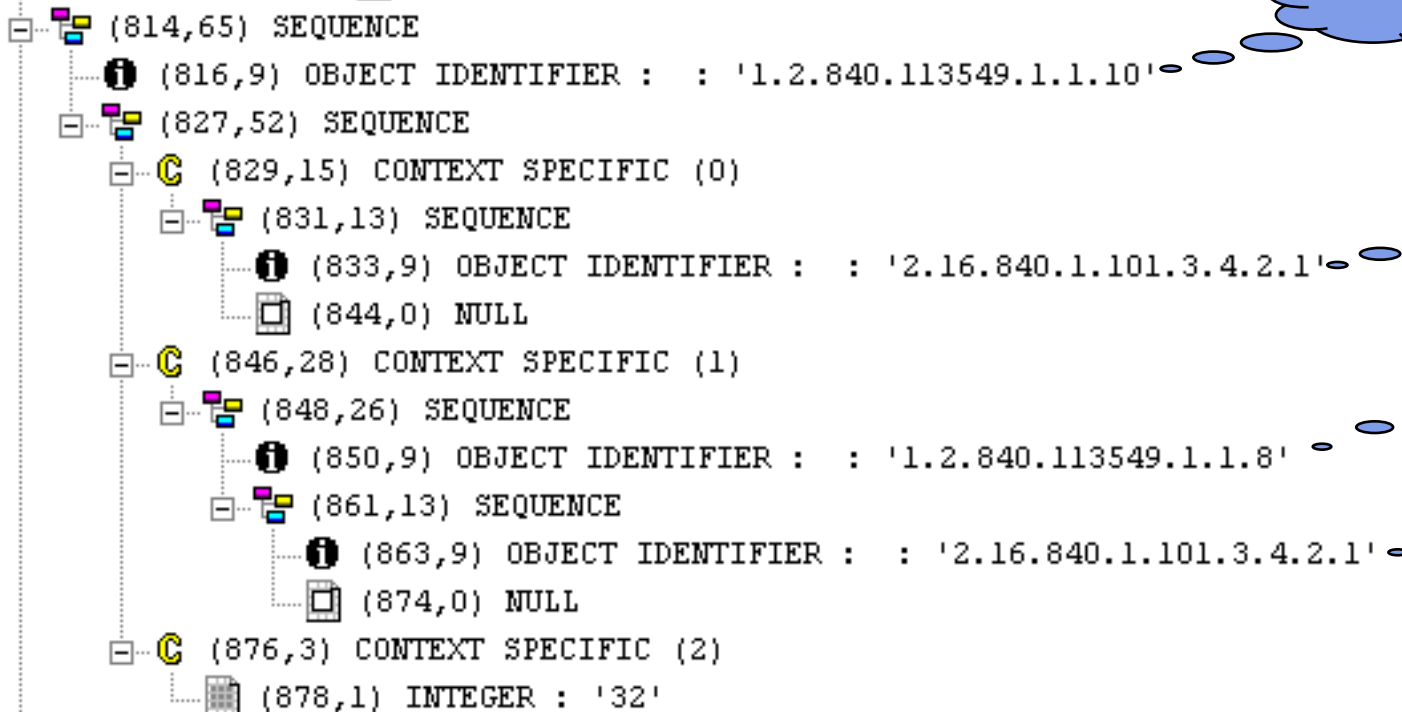 (814,65) SEQUENCE
(816,9) OBJECT IDENTIFIER :  : '1.2.840.113549.1.1.10'
(827,52) SEQUENCE
C (829,15) CONTEXT SPECIFIC (0)
(831,13) SEQUENCE
(833,9) OBJECT IDENTIFIER :  : '2.16.840.1.101.3.4.2.1'
(844,0) NULL
C (846,28) CONTEXT SPECIFIC (1)
(848,26) SEQUENCE
(850,9) OBJECT IDENTIFIER :  : '1.2.840.113549.1.1.8'
(861,13) SEQUENCE
(863,9) OBJECT IDENTIFIER :  : '2.16.840.1.101.3.4.2.1'
(874,0) NULL
C (876,3) CONTEXT SPECIFIC (2)
(878,1) INTEGER : '32'